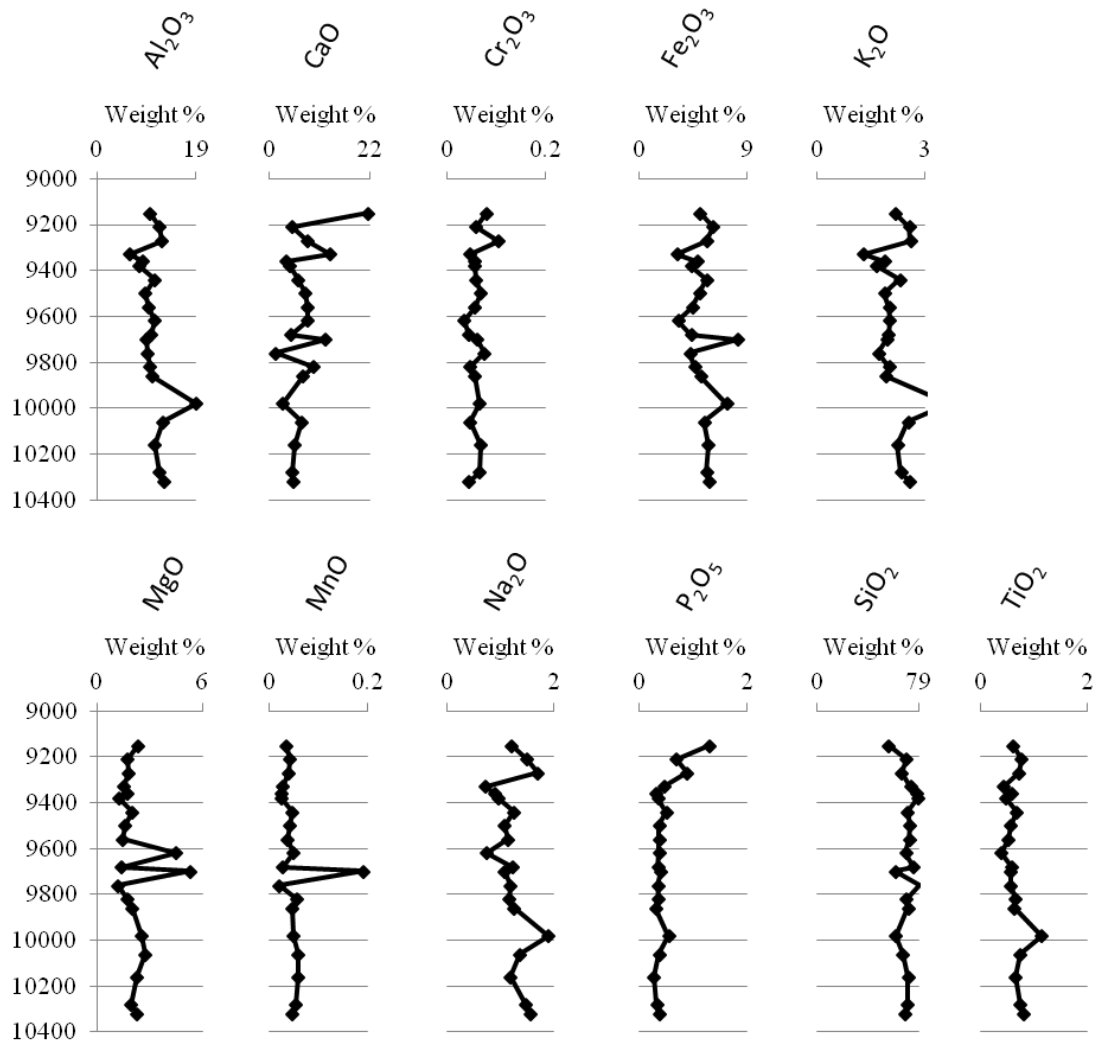 Al₂O₃ CaO Cr₂O₃ Fe₂O₃ K₂O
Weight % Weight % Weight % Weight % Weight %
0 19 0 22 0 0.2 0 9 0 3
9000
9200
9400
9600
9800
10000
10200
10400
MgO MnO Na₂O P₂O₅ SiO₂ TiO₂
Weight % Weight % Weight % Weight % Weight % Weight %
0 6 0 0.2 0 2 0 2 0 79 0 2
9000
9200
9400
9600
9800
10000
10200
10400